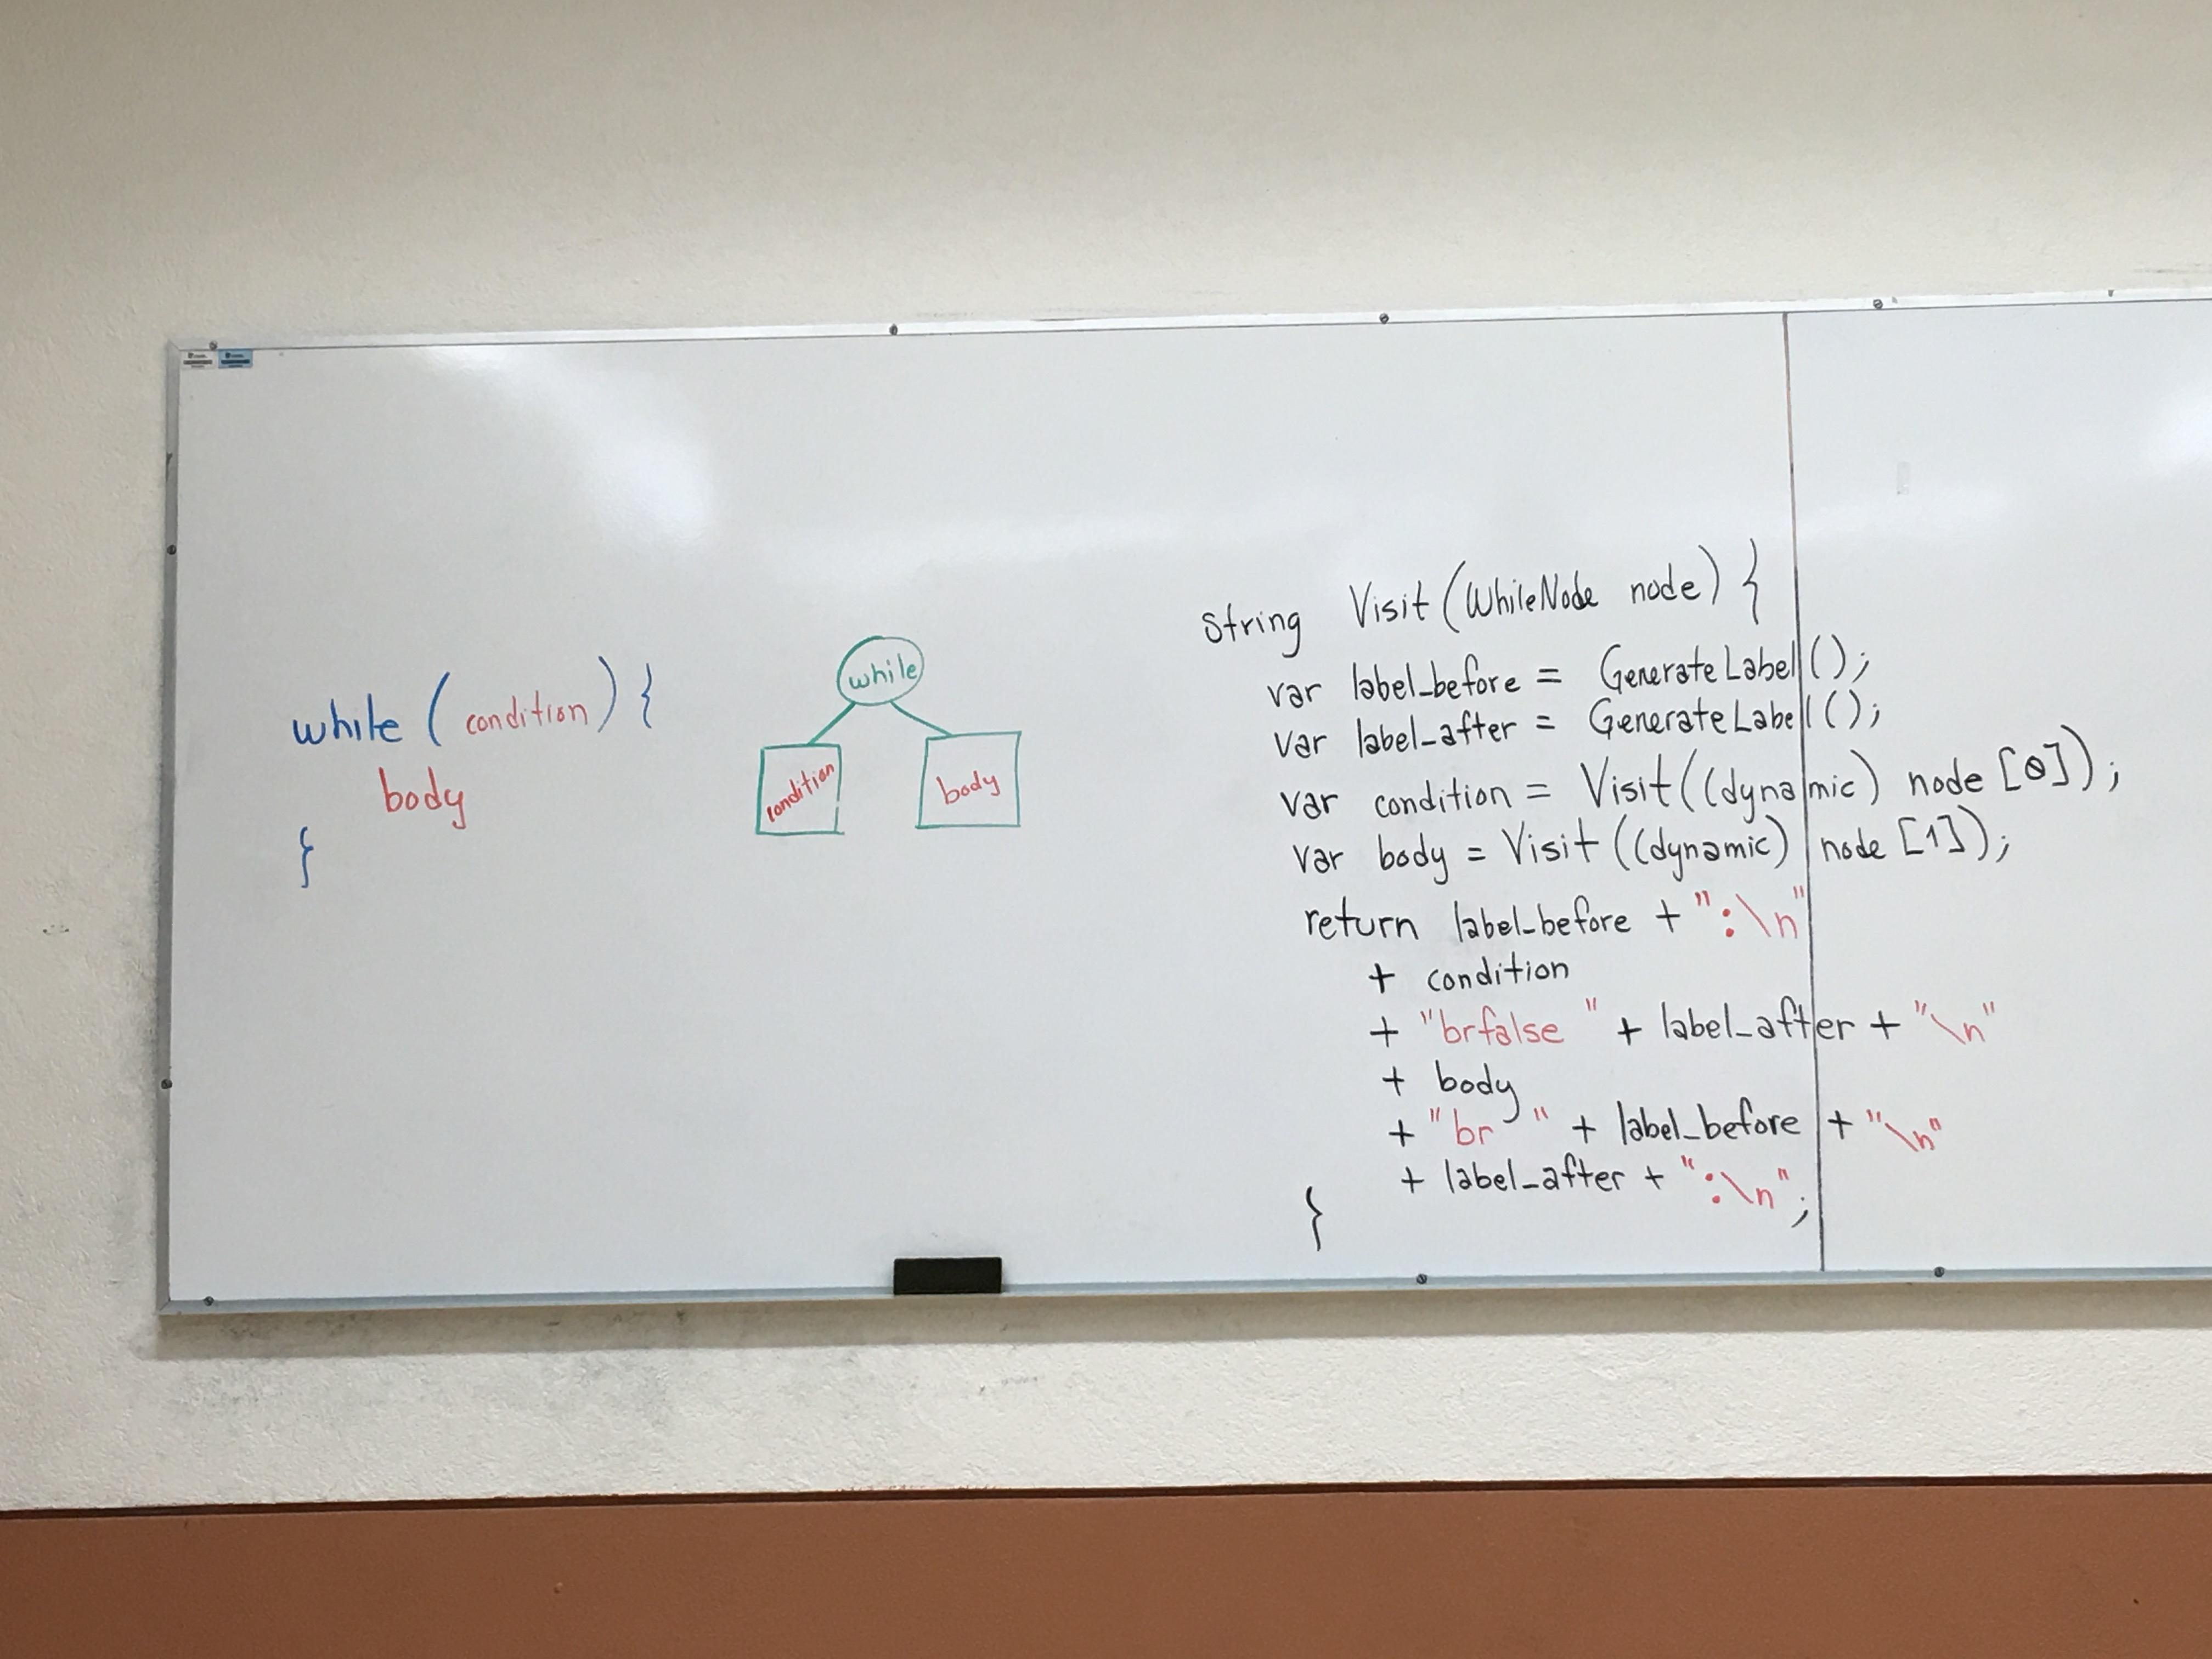 while (condition) {
body
}
while
condition
body
string Visit (WhileNode node) {
var label_before = GenerateLabel();
var label_after = GenerateLabel();
var condition = Visit((dynamic) node [0]);
var body = Visit ((dynamic) node [1]);
return label_before + ":\n"
+ condition
+ "brfalse " + label_after + "\n"
+ body
+ "br " + label_before + "\n"
+ label_after + ":\n";
}